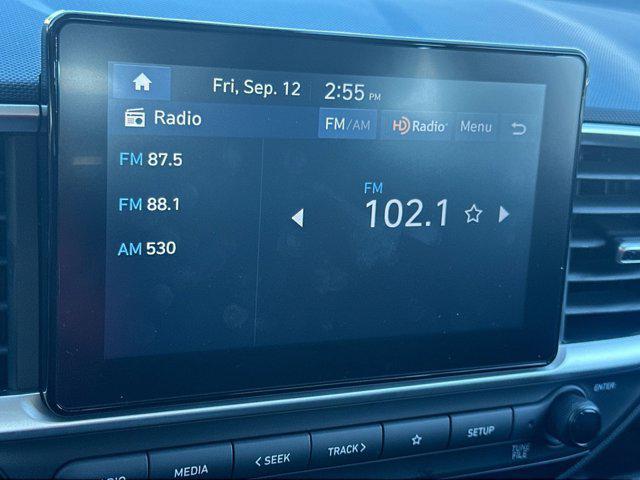 Fri, Sep. 12 2:55 PM
Radio FM/AM HD Radio Menu
FM 87.5
FM 88.1
AM 530
FM
102.1
ENTER
RADIO MEDIA < SEEK TRACK > SETUP
TUNE
FILE